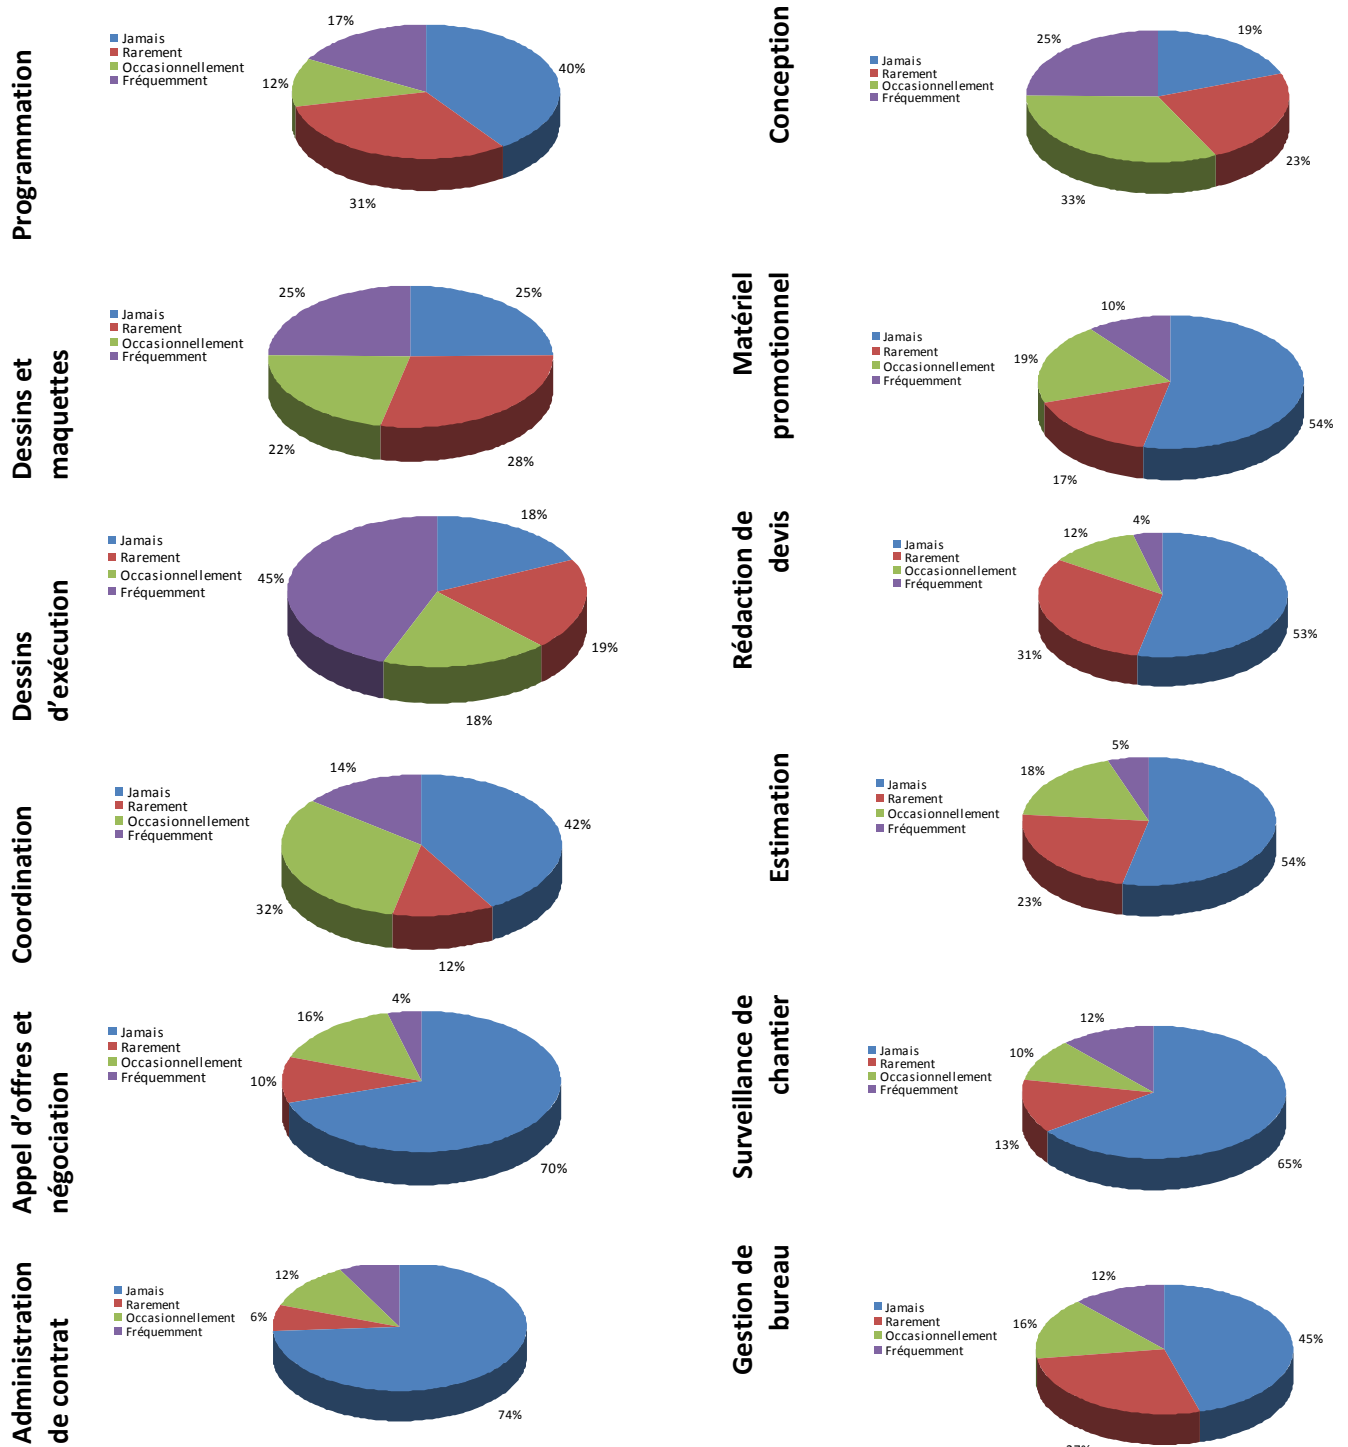 Programmation
Jamais
Rarement
Occasionnellement
Fréquemment
17%
40%
12%
31%
Conception
Jamais
Rarement
Occasionnellement
Fréquemment
25%
19%
23%
33%
Dessins et
maquettes
Jamais
Rarement
Occasionnellement
Fréquemment
25%
25%
22%
28%
Matériel
promotionnel
Jamais
Rarement
Occasionnellement
Fréquemment
10%
19%
54%
17%
Dessins
d'exécution
Jamais
Rarement
Occasionnellement
Fréquemment
18%
45%
19%
18%
Rédaction de
devis
Jamais
Rarement
Occasionnellement
Fréquemment
12%
4%
53%
31%
Coordination
Jamais
Rarement
Occasionnellement
Fréquemment
14%
42%
32%
12%
Estimation
Jamais
Rarement
Occasionnellement
Fréquemment
5%
18%
54%
23%
Appel d'offres et
négociation
Jamais
Rarement
Occasionnellement
Fréquemment
4%
16%
10%
70%
Surveillance de
chantier
Jamais
Rarement
Occasionnellement
Fréquemment
12%
10%
13%
65%
Administration
de contrat
Jamais
Rarement
Occasionnellement
Fréquemment
12%
6%
74%
Gestion de
bureau
Jamais
Rarement
Occasionnellement
Fréquemment
12%
16%
45%